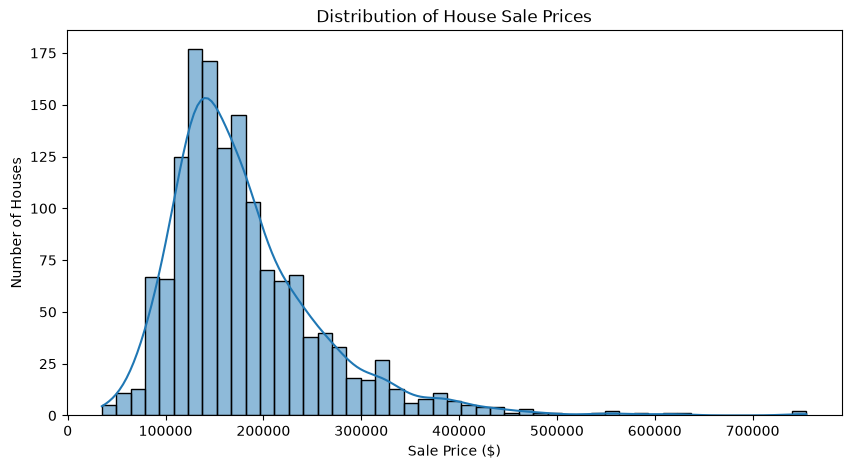 Distribution of House Sale Prices
Number of Houses
175
150
125
100
75
50
25
0
0 100000 200000 300000 400000 500000 600000 700000
Sale Price ($)